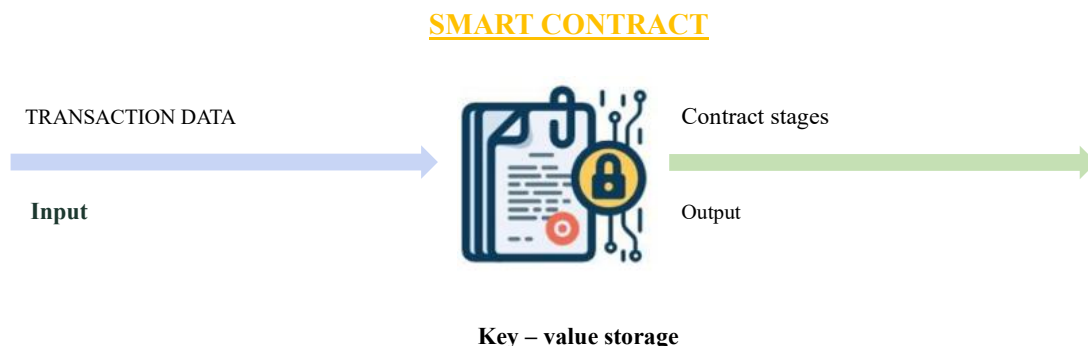 SMART CONTRACT
TRANSACTION DATA
Contract stages
Input
Output
Key – value storage